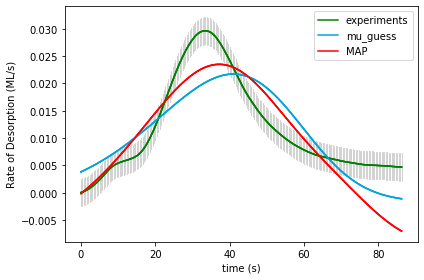 experiments
mu_guess
MAP
Rate of Desorption (ML/s)
0.030
0.025
0.020
0.015
0.010
0.005
0.000
−0.005
0 20 40 60 80
time (s)